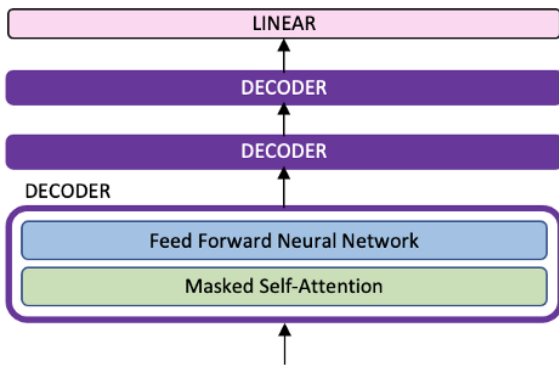 LINEAR
DECODER
DECODER
DECODER
Feed Forward Neural Network
Masked Self-Attention